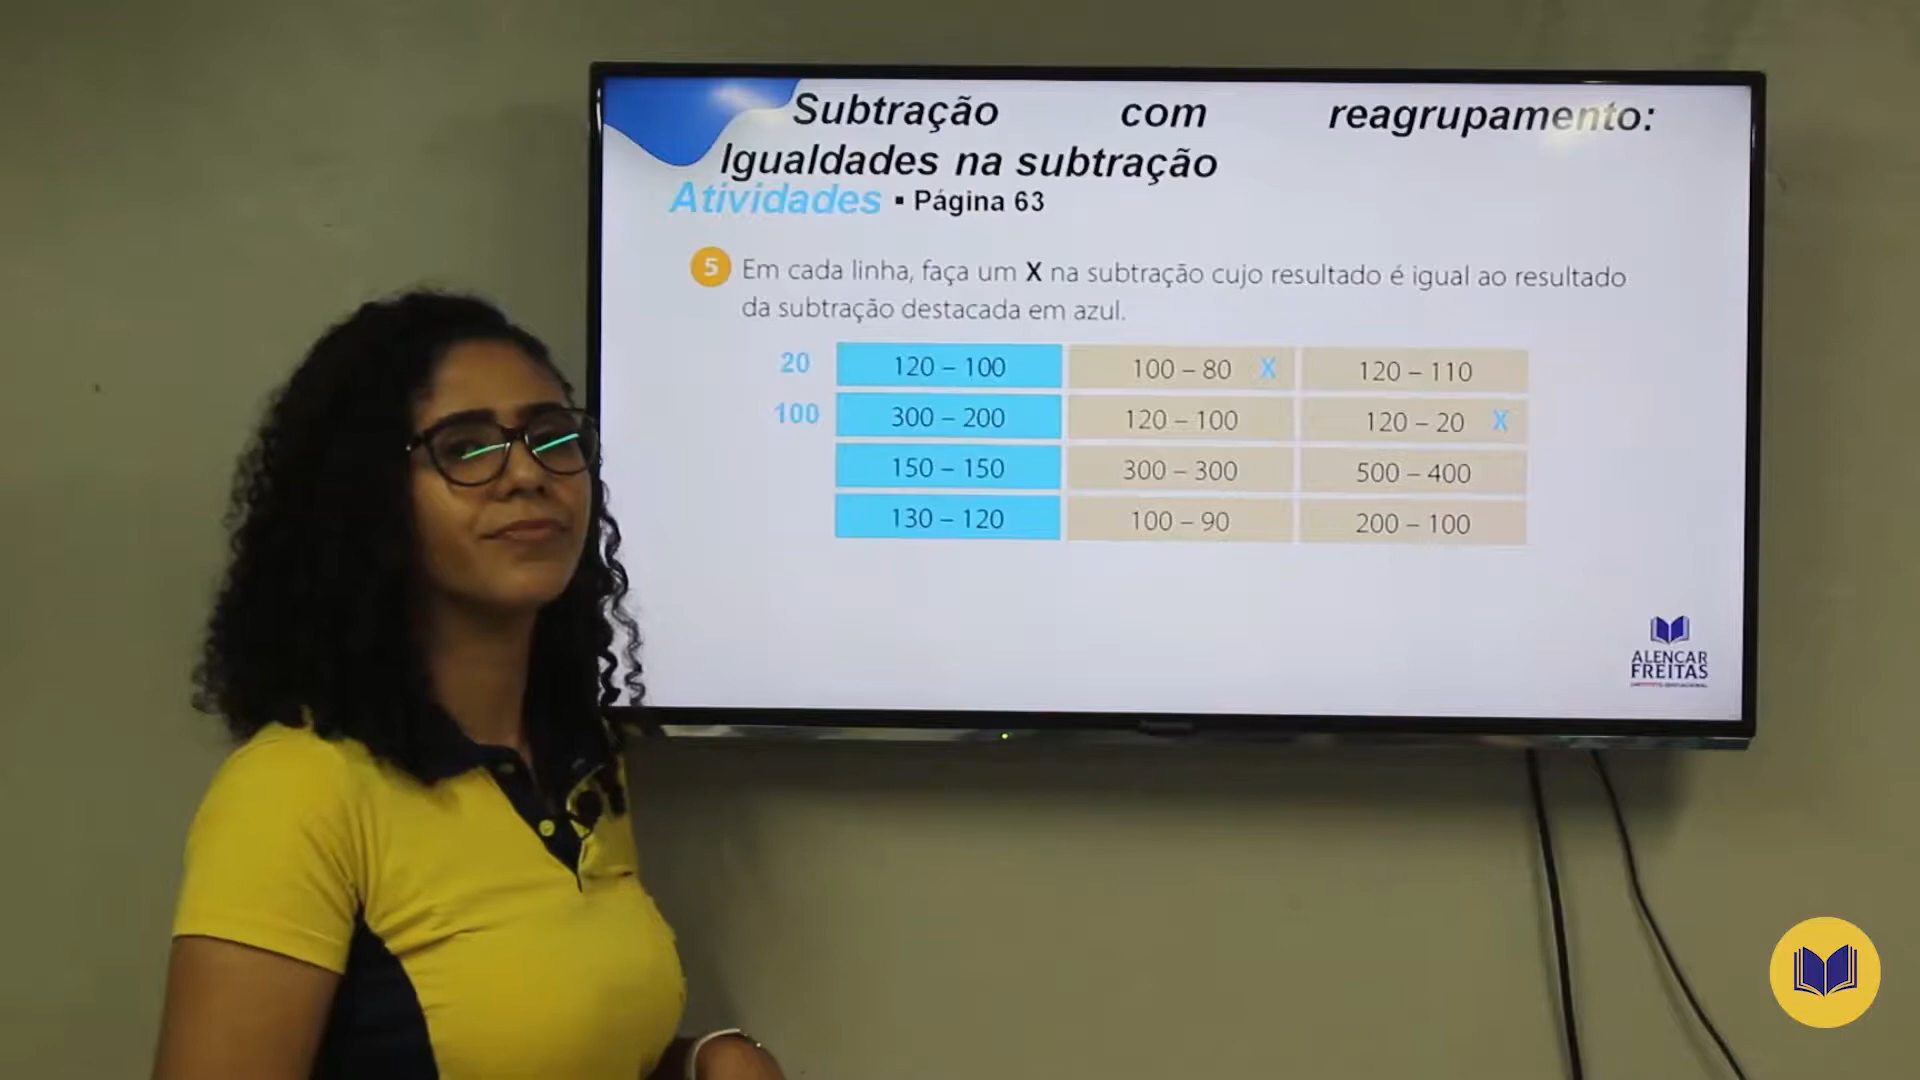 Subtração com reagrupamento:
Igualdades na subtração
Atividades ▪ Página 63
5 Em cada linha, faça um X na subtração cujo resultado é igual ao resultado
da subtração destacada em azul.
20 120 – 100 100 – 80 X 120 – 110
100 300 – 200 120 – 100 120 – 20 X
150 – 150 300 – 300 500 – 400
130 – 120 100 – 90 200 – 100
ALENCAR
FREITAS